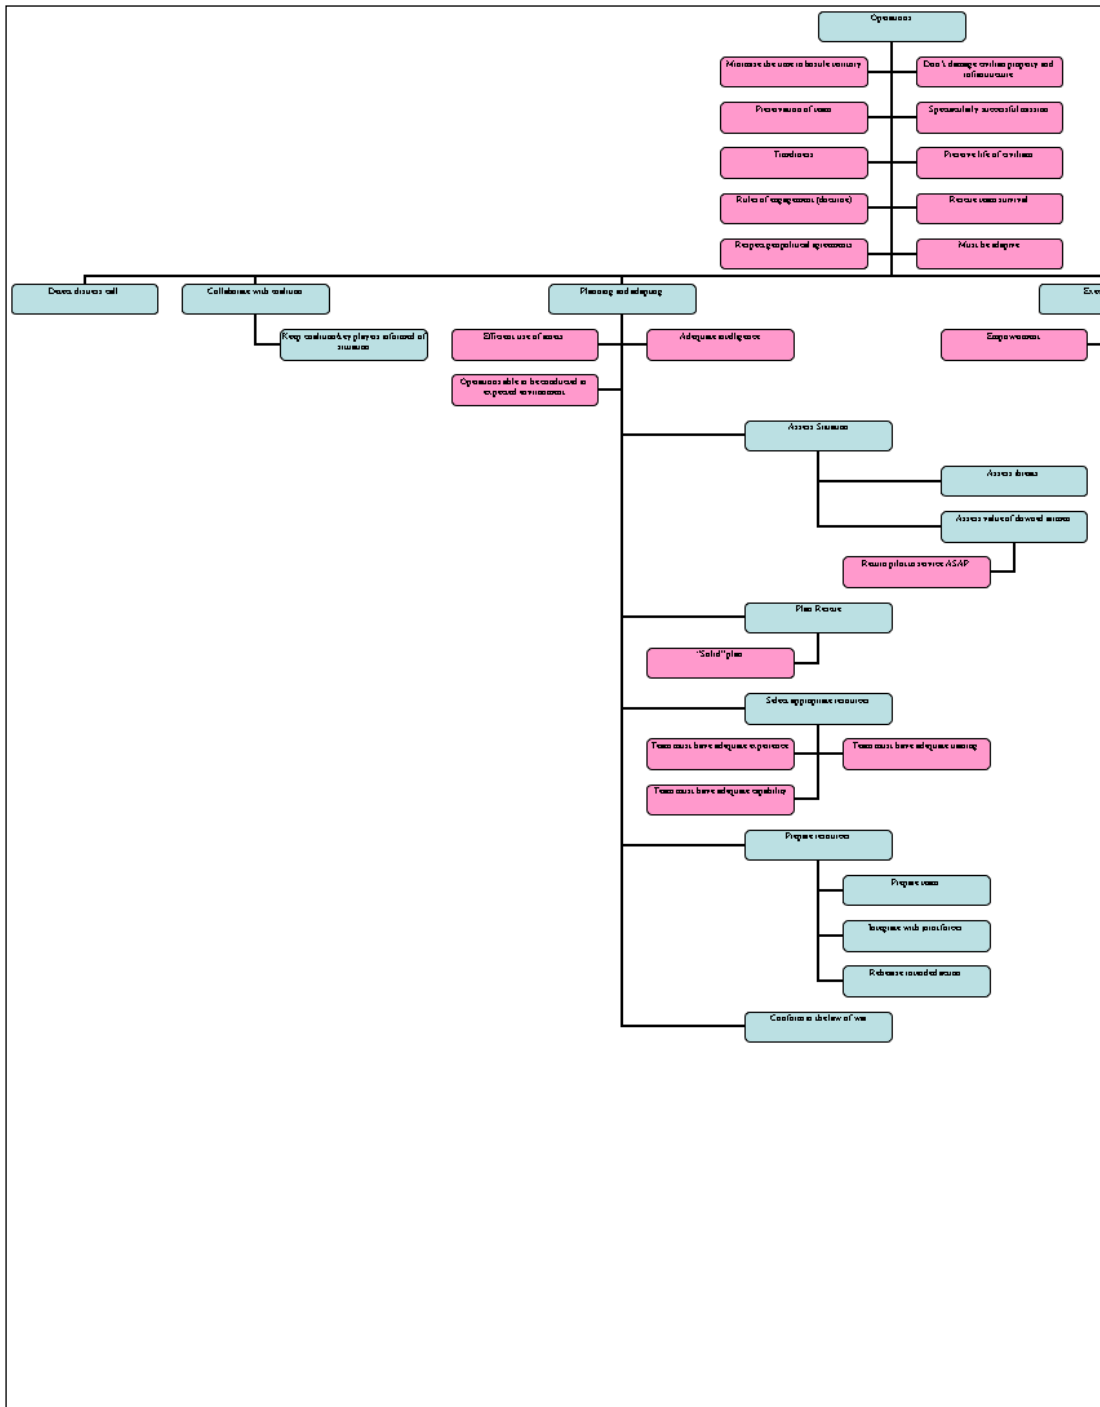 Operations
Minimise the time in hostile territory
Don't damage civilian property and
infrastructure
Preservation of team
Spectacularly successful mission
Timeliness
Preserve life of civilians
Rules of engagement (doctrine)
Rescue team survival
Respect geopolitical agreements
Must be adaptive
Detect distress call
Collaborate with coalition
Planning and adapting
Exe
Keep coalition/key players informed of
situation
Efficient use of assets
Adequate intelligence
Empowerment
Operations able to be conducted in
expected environment
Assess Situation
Assess threats
Assess value of downed aircrew
Return pilot to service ASAP
Plan Rescue
"Solid" plan
Select appropriate resources
Team must have adequate experience
Team must have adequate training
Team must have adequate capability
Prepare resources
Prepare team
Integrate with joint forces
Rehearse intended action
Conform to the law of war